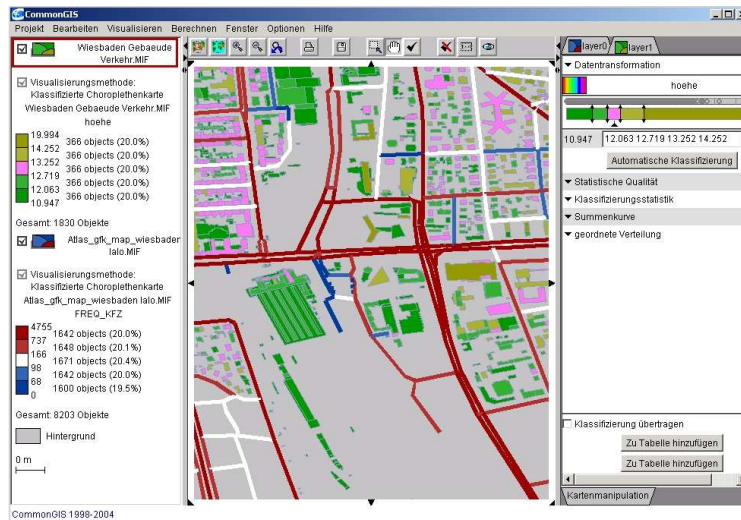 CommonGIS
Projekt Bearbeiten Visualisieren Berechnen Fenster Optionen Hilfe
Wiesbaden Gebaeude
Verkehr.MIF
Visualisierungsmethode:
Klassifizierte Choroplethenkarte
Wiesbaden Gebaeude Verkehr.MIF
hoehe
19.994
366 objects (20.0%)
14.252
366 objects (20.0%)
13.252
366 objects (20.0%)
12.719
366 objects (20.0%)
12.063
366 objects (20.0%)
10.947
Gesamt: 1830 Objekte
Atlas_gfk_map_wiesbaden
lalo.MIF
Visualisierungsmethode:
Klassifizierte Choroplethenkarte
Atlas_gfk_map_wiesbaden lalo.MIF
FREQ_KFZ
4755
1642 objects (20.0%)
737
1648 objects (20.1%)
166
1671 objects (20.4%)
98
1642 objects (20.0%)
68
1600 objects (19.5%)
0
Gesamt: 8203 Objekte
Hintergrund
0 m
CommonGIS 1998-2004
layer0 layer1
Datentransformation
hoehe
10.947 12.063 12.719 13.252 14.252
Automatische Klassifizierung
Statistische Qualität
Klassifizierungsstatistik
Summenkurve
geordnete Verteilung
Klassifizierung übertragen
Zu Tabelle hinzufügen
Zu Tabelle hinzufügen
Kartenmanipulation